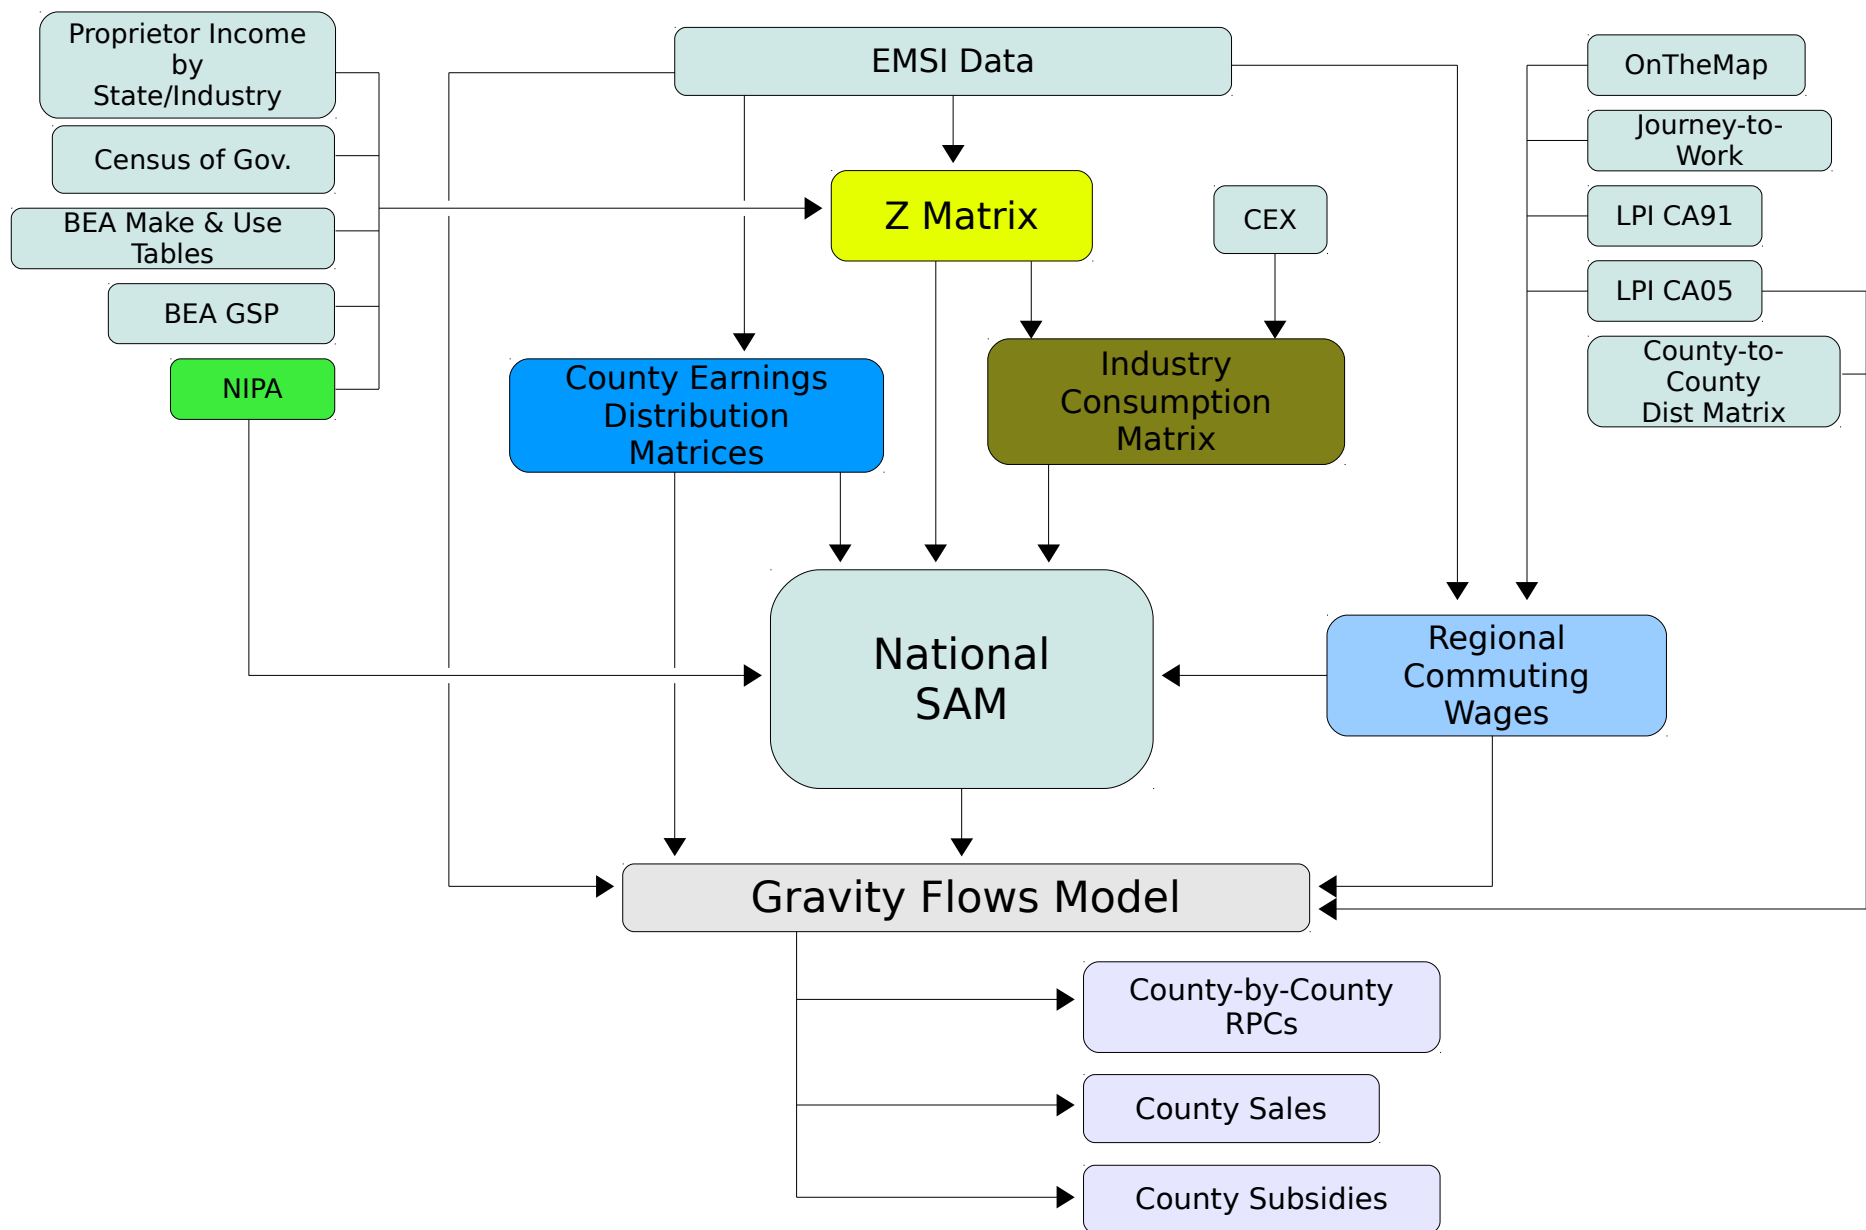 Proprietor Income
by
State/Industry
Census of Gov.
BEA Make & Use
Tables
BEA GSP
NIPA
EMSI Data
Z Matrix
CEX
County Earnings
Distribution
Matrices
Industry
Consumption
Matrix
OnTheMap
Journey-to-
Work
LPI CA91
LPI CA05
County-to-
County
Dist Matrix
National
SAM
Regional
Commuting
Wages
Gravity Flows Model
County-by-County
RPCs
County Sales
County Subsidies